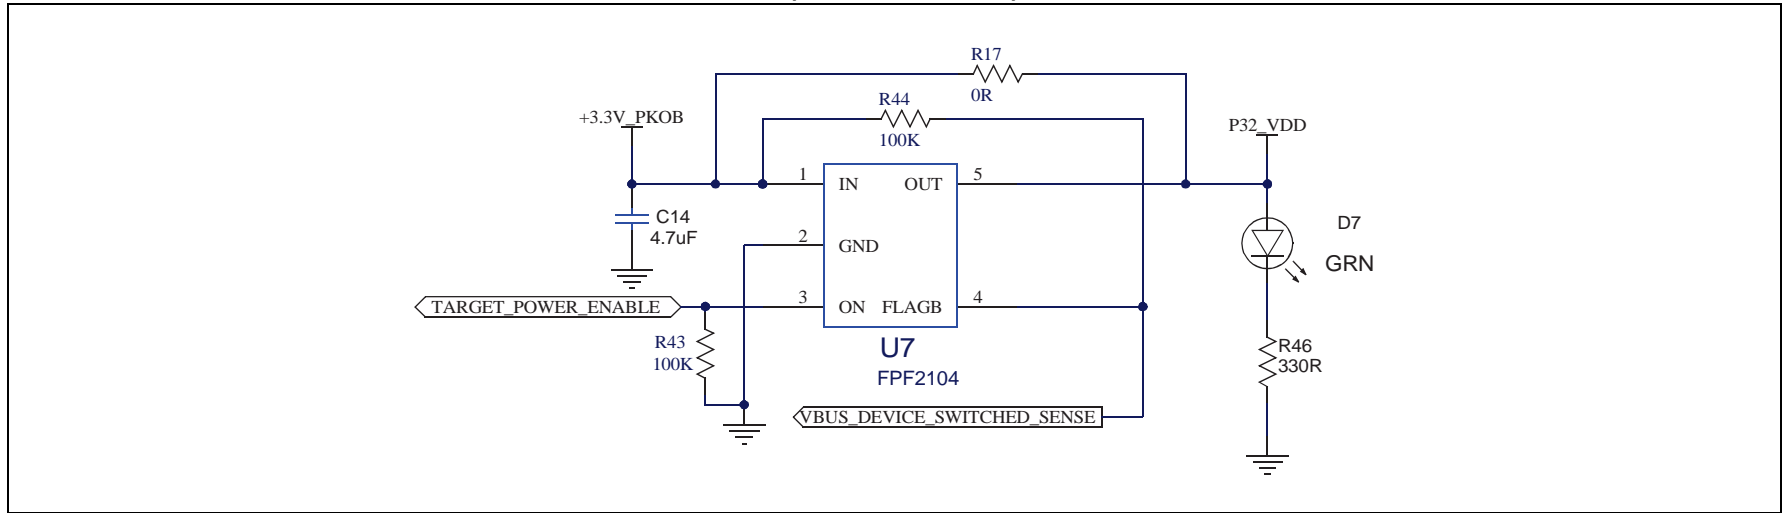 R17
0R
R44
100K
+3.3V_PKOB
P32_VDD
1
IN
OUT
5
C14
4.7uF
D7
GRN
2
GND
TARGET_POWER_ENABLE
3
ON
FLAGB
4
R43
100K
U7
FPF2104
R46
330R
VBUS_DEVICE_SWITCHED_SENSE